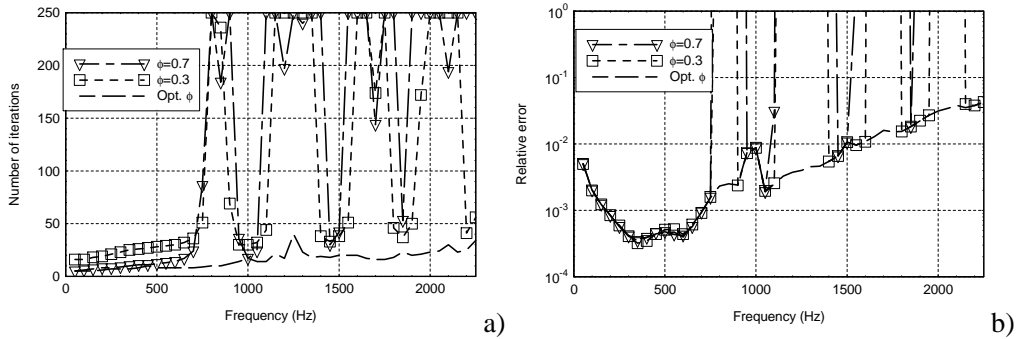 250
200
150
100
50
0
Number of iterations
ϕ=0.7
ϕ=0.3
Opt. ϕ
0 500 1000 1500 2000
Frequency (Hz)
a)
10⁰
10⁻¹
10⁻²
10⁻³
10⁻⁴
Relative error
ϕ=0.7
ϕ=0.3
Opt. ϕ
0 500 1000 1500 2000
Frequency (Hz)
b)